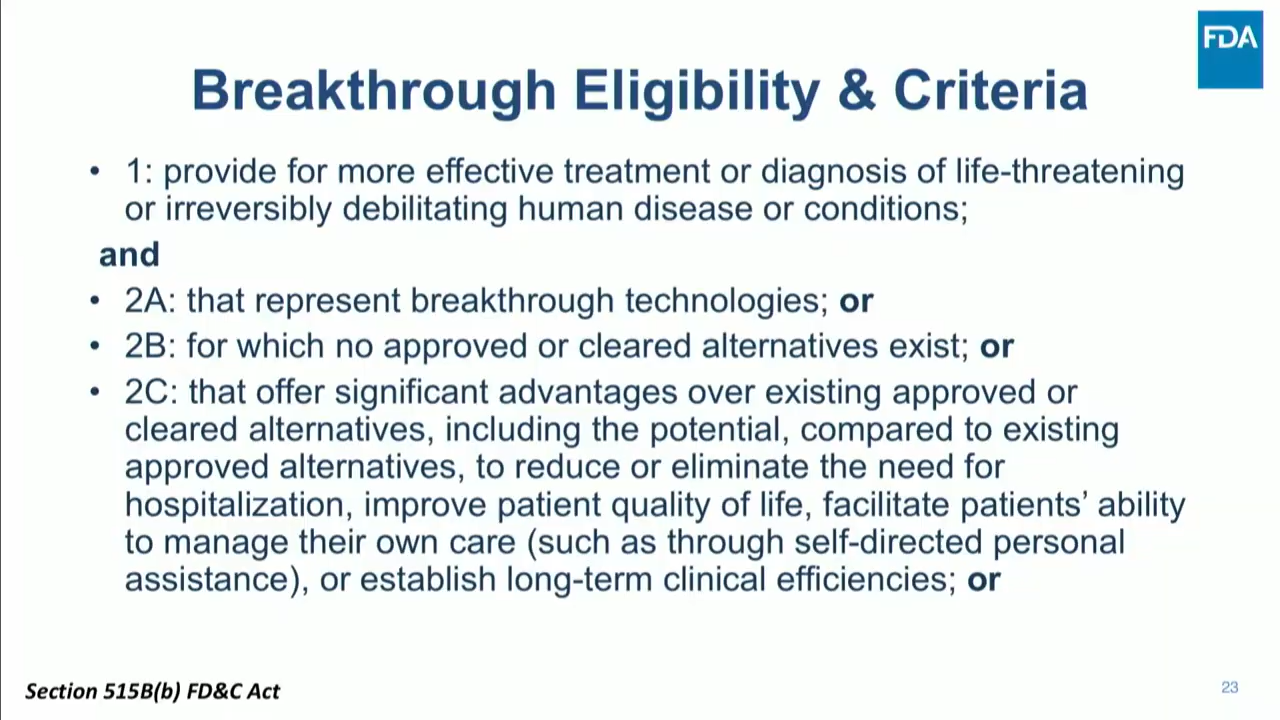 FDA
Breakthrough Eligibility & Criteria
• 1: provide for more effective treatment or diagnosis of life-threatening
or irreversibly debilitating human disease or conditions;
and
• 2A: that represent breakthrough technologies; or
• 2B: for which no approved or cleared alternatives exist; or
• 2C: that offer significant advantages over existing approved or
cleared alternatives, including the potential, compared to existing
approved alternatives, to reduce or eliminate the need for
hospitalization, improve patient quality of life, facilitate patients’ ability
to manage their own care (such as through self-directed personal
assistance), or establish long-term clinical efficiencies; or
Section 515B(b) FD&C Act
23